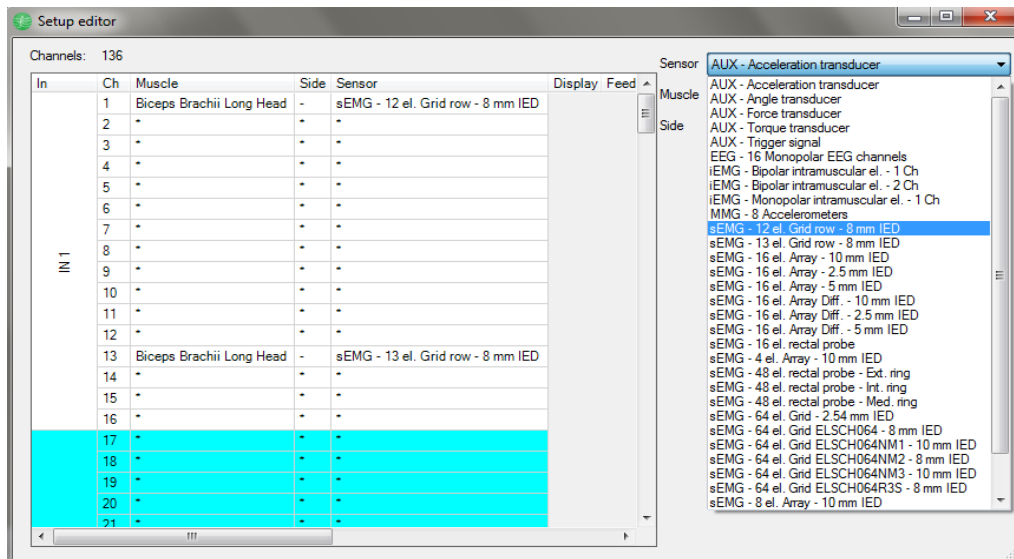 Setup editor
Channels: 136
In Ch Muscle Side Sensor Display Feed
1 Biceps Brachii Long Head - sEMG - 12 el. Grid row - 8 mm IED
2 " " "
3 " " "
4 " " "
5 " " "
6 " " "
7 " " "
8 " " "
9 " " "
10 " " "
11 " " "
12 " " "
13 Biceps Brachii Long Head - sEMG - 13 el. Grid row - 8 mm IED
14 " " "
15 " " "
16 " " "
IN 1
17 " " "
18 " " "
19 " " "
20 " " "
21 " " "
Sensor AUX - Acceleration transducer
Muscle
Side
AUX - Acceleration transducer
AUX - Angle transducer
AUX - Force transducer
AUX - Torque transducer
AUX - Trigger signal
EEG - 16 Monopolar EEG channels
iEMG - Bipolar intramuscular el. - 1 Ch
iEMG - Bipolar intramuscular el. - 2 Ch
iEMG - Monopolar intramuscular el. - 1 Ch
MMG - 8 Accelerometers
sEMG - 12 el. Grid row - 8 mm IED
sEMG - 13 el. Grid row - 8 mm IED
sEMG - 16 el. Array - 10 mm IED
sEMG - 16 el. Array - 2.5 mm IED
sEMG - 16 el. Array - 5 mm IED
sEMG - 16 el. Array Diff. - 10 mm IED
sEMG - 16 el. Array Diff. - 2.5 mm IED
sEMG - 16 el. Array Diff. - 5 mm IED
sEMG - 16 el. rectal probe
sEMG - 4 el. Array - 10 mm IED
sEMG - 48 el. rectal probe - Ext. ring
sEMG - 48 el. rectal probe - Int. ring
sEMG - 48 el. rectal probe - Med. ring
sEMG - 64 el. Grid - 2.54 mm IED
sEMG - 64 el. Grid ELSCH064 - 8 mm IED
sEMG - 64 el. Grid ELSCH064NM1 - 10 mm IED
sEMG - 64 el. Grid ELSCH064NM2 - 8 mm IED
sEMG - 64 el. Grid ELSCH064NM3 - 10 mm IED
sEMG - 64 el. Grid ELSCH064R3S - 8 mm IED
sEMG - 8 el. Array - 10 mm IED